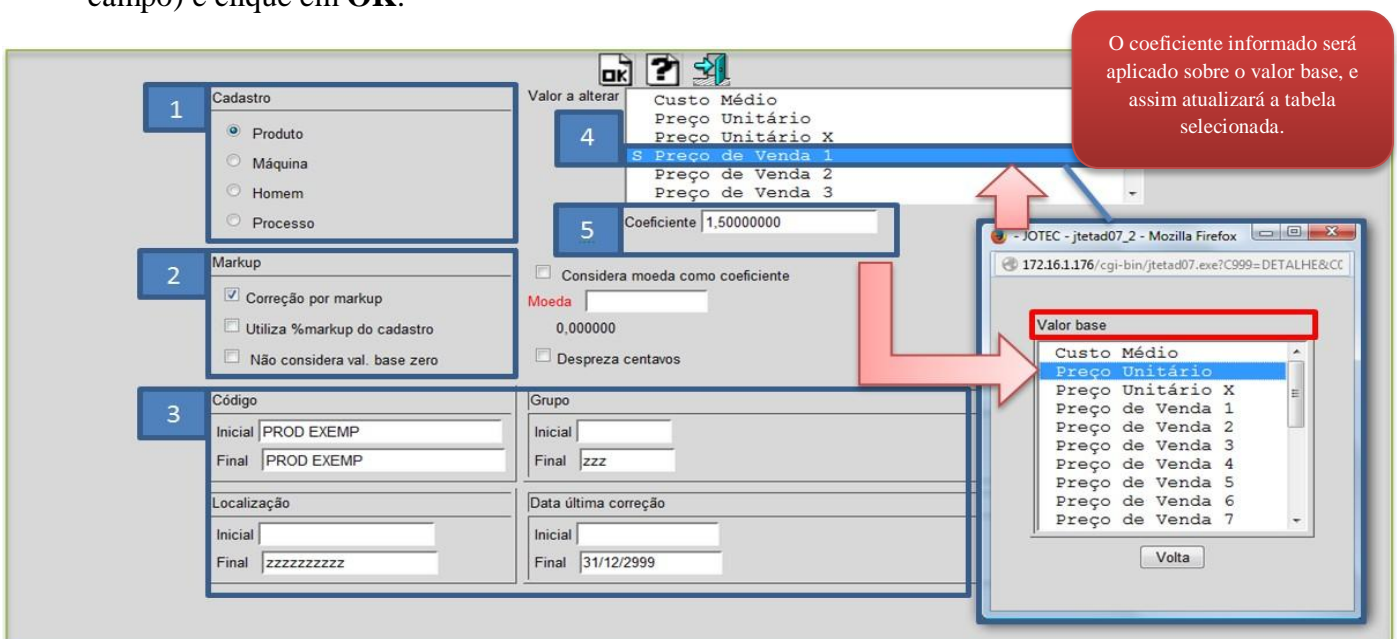 campo) e clique em OK.
O coeficiente informado será
aplicado sobre o valor base, e
assim atualizará a tabela
selecionada.
OK
?
1
Cadastro
Produto
Máquina
Homem
Processo
Valor a alterar
Custo Médio
Preço Unitário
Preço Unitário X
S Preço de Venda 1
Preço de Venda 2
Preço de Venda 3
4
5
Coeficiente 1,50000000
2
Markup
Correção por markup
Utiliza %markup do cadastro
Não considera val. base zero
Considera moeda como coeficiente
Moeda
0,000000
Despreza centavos
3
Código
Inicial PROD EXEMP
Final PROD EXEMP
Grupo
Inicial
Final zzz
Localização
Inicial
Final zzzzzzzzzz
Data última correção
Inicial
Final 31/12/2999
- JOTEC - jtetad07_2 - Mozilla Firefox
172.16.1.176/cgi-bin/jtetad07.exe?C999=DETALHE&CC
Valor base
Custo Médio
Preço Unitário
Preço Unitário X
Preço de Venda 1
Preço de Venda 2
Preço de Venda 3
Preço de Venda 4
Preço de Venda 5
Preço de Venda 6
Preço de Venda 7
Volta